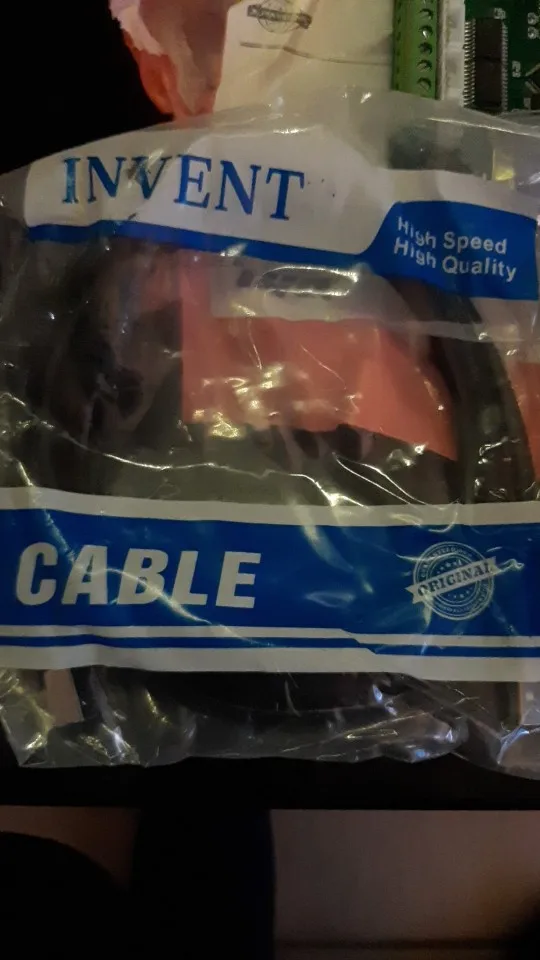 INVENT
High Speed
High Quality
CABLE
ORIGINAL